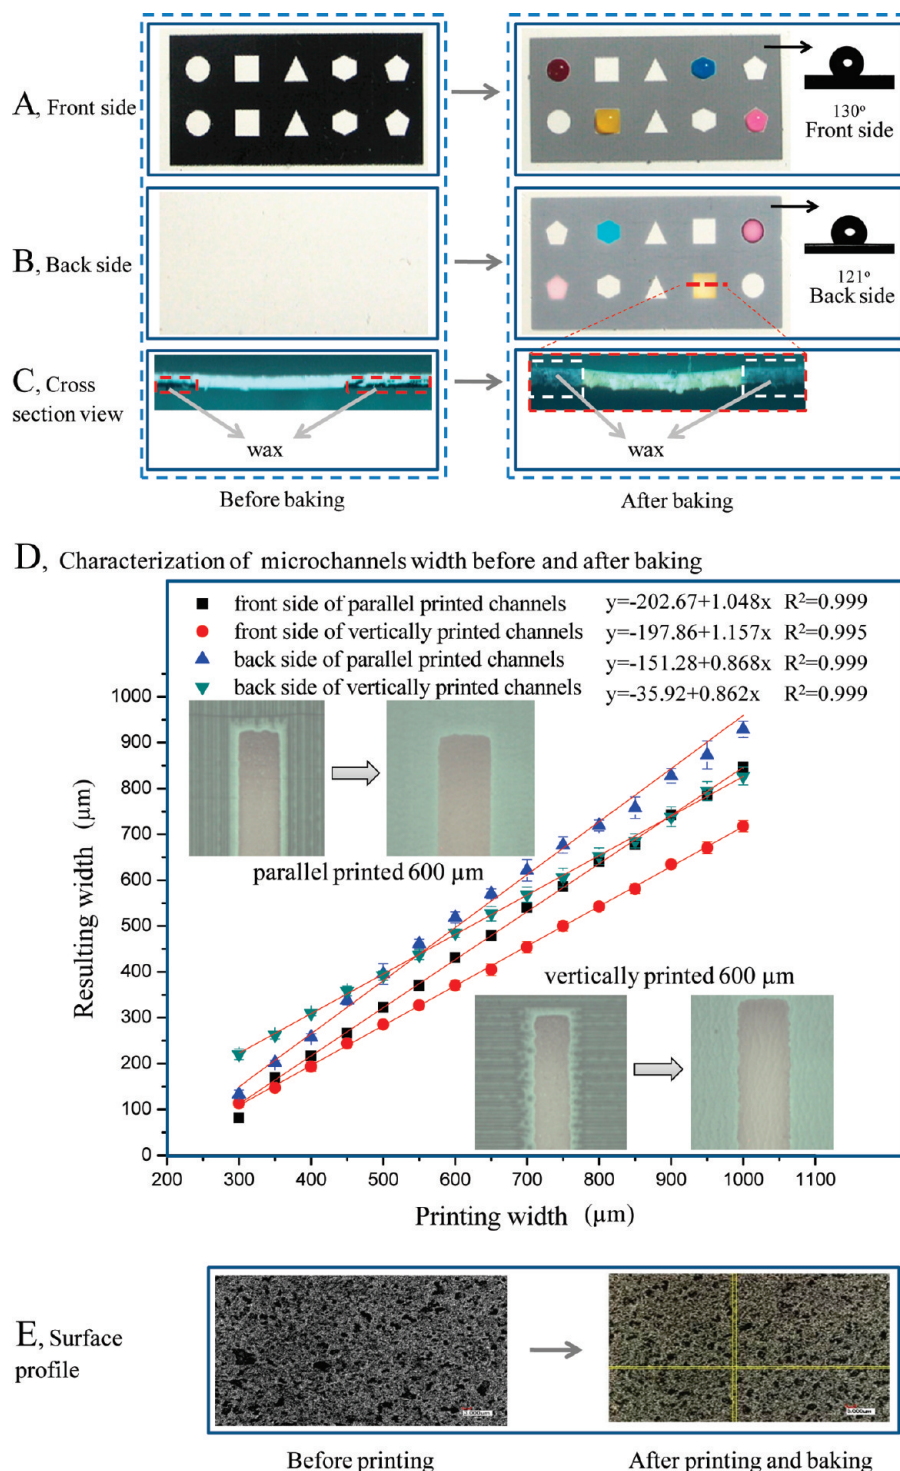 A, Front side
130°
Front side
B, Back side
121°
Back side
C, Cross
section view
wax
wax
Before baking
After baking
D, Characterization of microchannels width before and after baking
front side of parallel printed channels y=-202.67+1.048x R²=0.999
front side of vertically printed channels y=-197.86+1.157x R²=0.995
back side of parallel printed channels y=-151.28+0.868x R²=0.999
back side of vertically printed channels y=-35.92+0.862x R²=0.999
1000
900
800
700
600
500
400
300
200
100
0
Resulting width (µm)
parallel printed 600 µm
vertically printed 600 µm
200 300 400 500 600 700 800 900 1000 1100
Printing width (µm)
E, Surface
profile
Before printing
After printing and baking